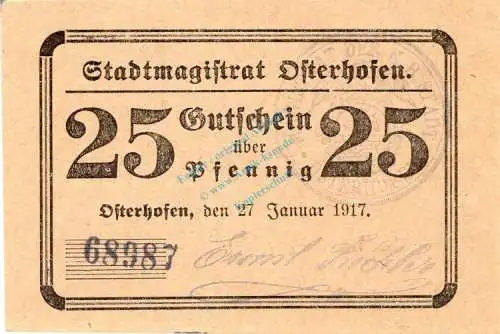 Stadtmagistrat Osterhofen.
25 Gutschein 25
über
Pfennig
Osterhofen, den 27 Januar 1917.
68987